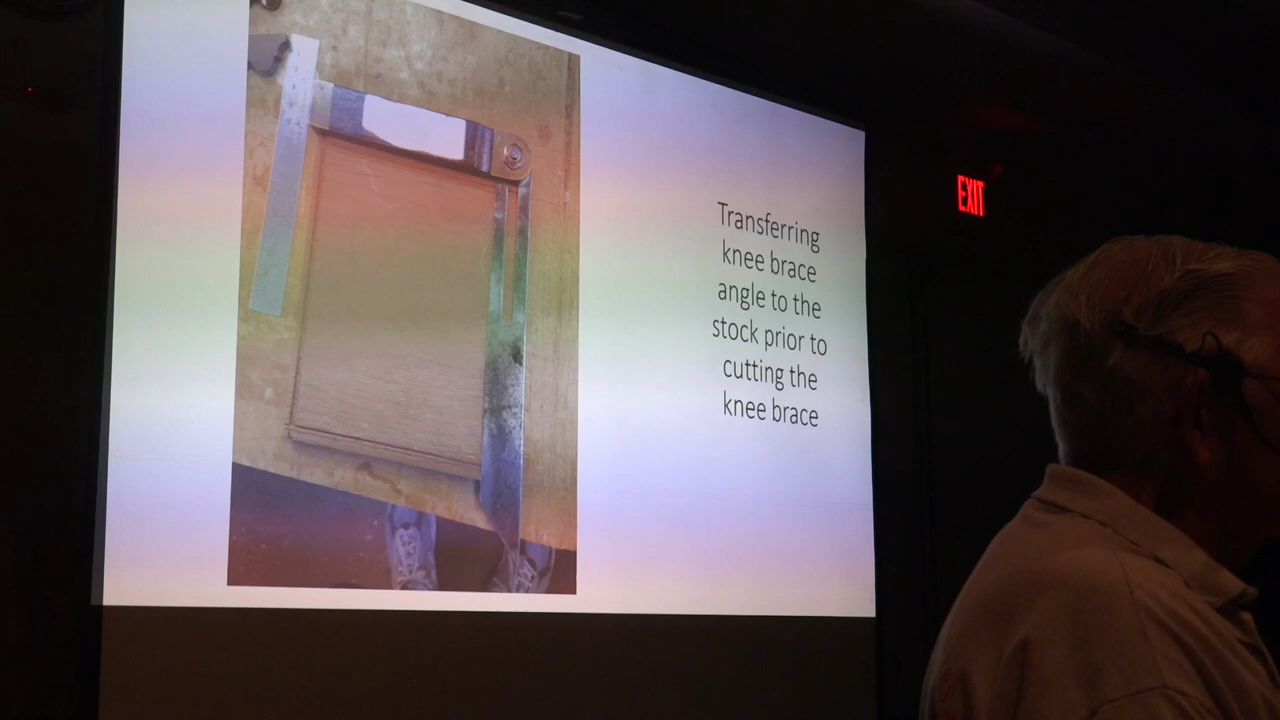 Transferring
knee brace
angle to the
stock prior to
cutting the
knee brace
EXIT